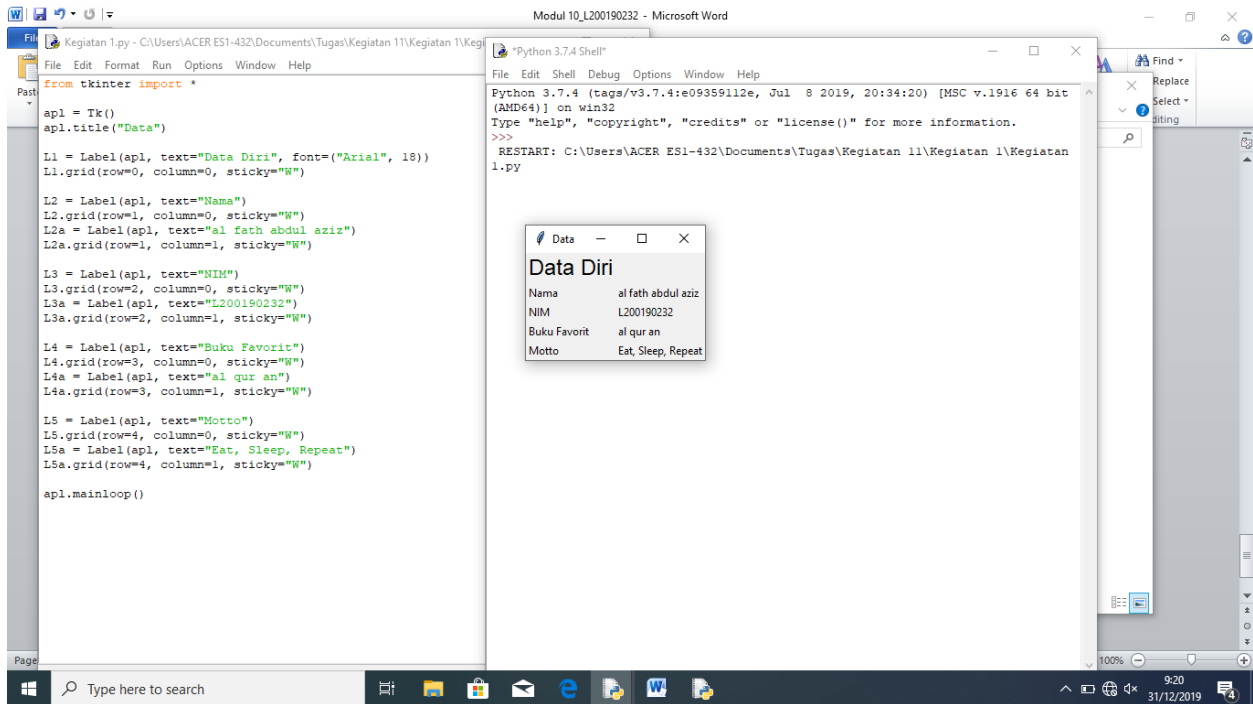 Modul 10_L200190232 - Microsoft Word
Kegiatan 1.py - C:\Users\ACER ES1-432\Documents\Tugas\Kegiatan 11\Kegiatan 1\Kegi
File Edit Format Run Options Window Help
from tkinter import *
apl = Tk()
apl.title("Data")
L1 = Label(apl, text="Data Diri", font=("Arial", 18))
L1.grid(row=0, column=0, sticky="W")
L2 = Label(apl, text="Nama")
L2.grid(row=1, column=0, sticky="W")
L2a = Label(apl, text="al fath abdul aziz")
L2a.grid(row=1, column=1, sticky="W")
L3 = Label(apl, text="NIM")
L3.grid(row=2, column=0, sticky="W")
L3a = Label(apl, text="L200190232")
L3a.grid(row=2, column=1, sticky="W")
L4 = Label(apl, text="Buku Favorit")
L4.grid(row=3, column=0, sticky="W")
L4a = Label(apl, text="al qur an")
L4a.grid(row=3, column=1, sticky="W")
L5 = Label(apl, text="Motto")
L5.grid(row=4, column=0, sticky="W")
L5a = Label(apl, text="Eat, Sleep, Repeat")
L5a.grid(row=4, column=1, sticky="W")
apl.mainloop()
*Python 3.7.4 Shell*
File Edit Shell Debug Options Window Help
Python 3.7.4 (tags/v3.7.4:e09359112e, Jul 8 2019, 20:34:20) [MSC v.1916 64 bit
(AMD64)] on win32
Type "help", "copyright", "credits" or "license()" for more information.
>>>
RESTART: C:\Users\ACER ES1-432\Documents\Tugas\Kegiatan 11\Kegiatan 1\Kegiatan
1.py
Data
Data Diri
Nama al fath abdul aziz
NIM L200190232
Buku Favorit al qur an
Motto Eat, Sleep, Repeat
Find
Replace
Select
diting
Fil
Past
Page
100%
Type here to search
9:20
31/12/2019
4